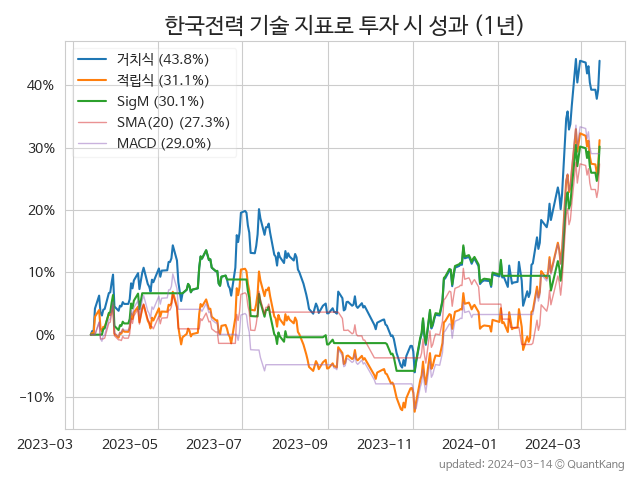 한국전력 기술 지표로 투자 시 성과 (1년)
거치식 (43.8%)
적립식 (31.1%)
SigM (30.1%)
SMA(20) (27.3%)
MACD (29.0%)
40%
30%
20%
10%
0%
−10%
2023-03 2023-05 2023-07 2023-09 2023-11 2024-01 2024-03
updated: 2024-03-14 © QuantKang